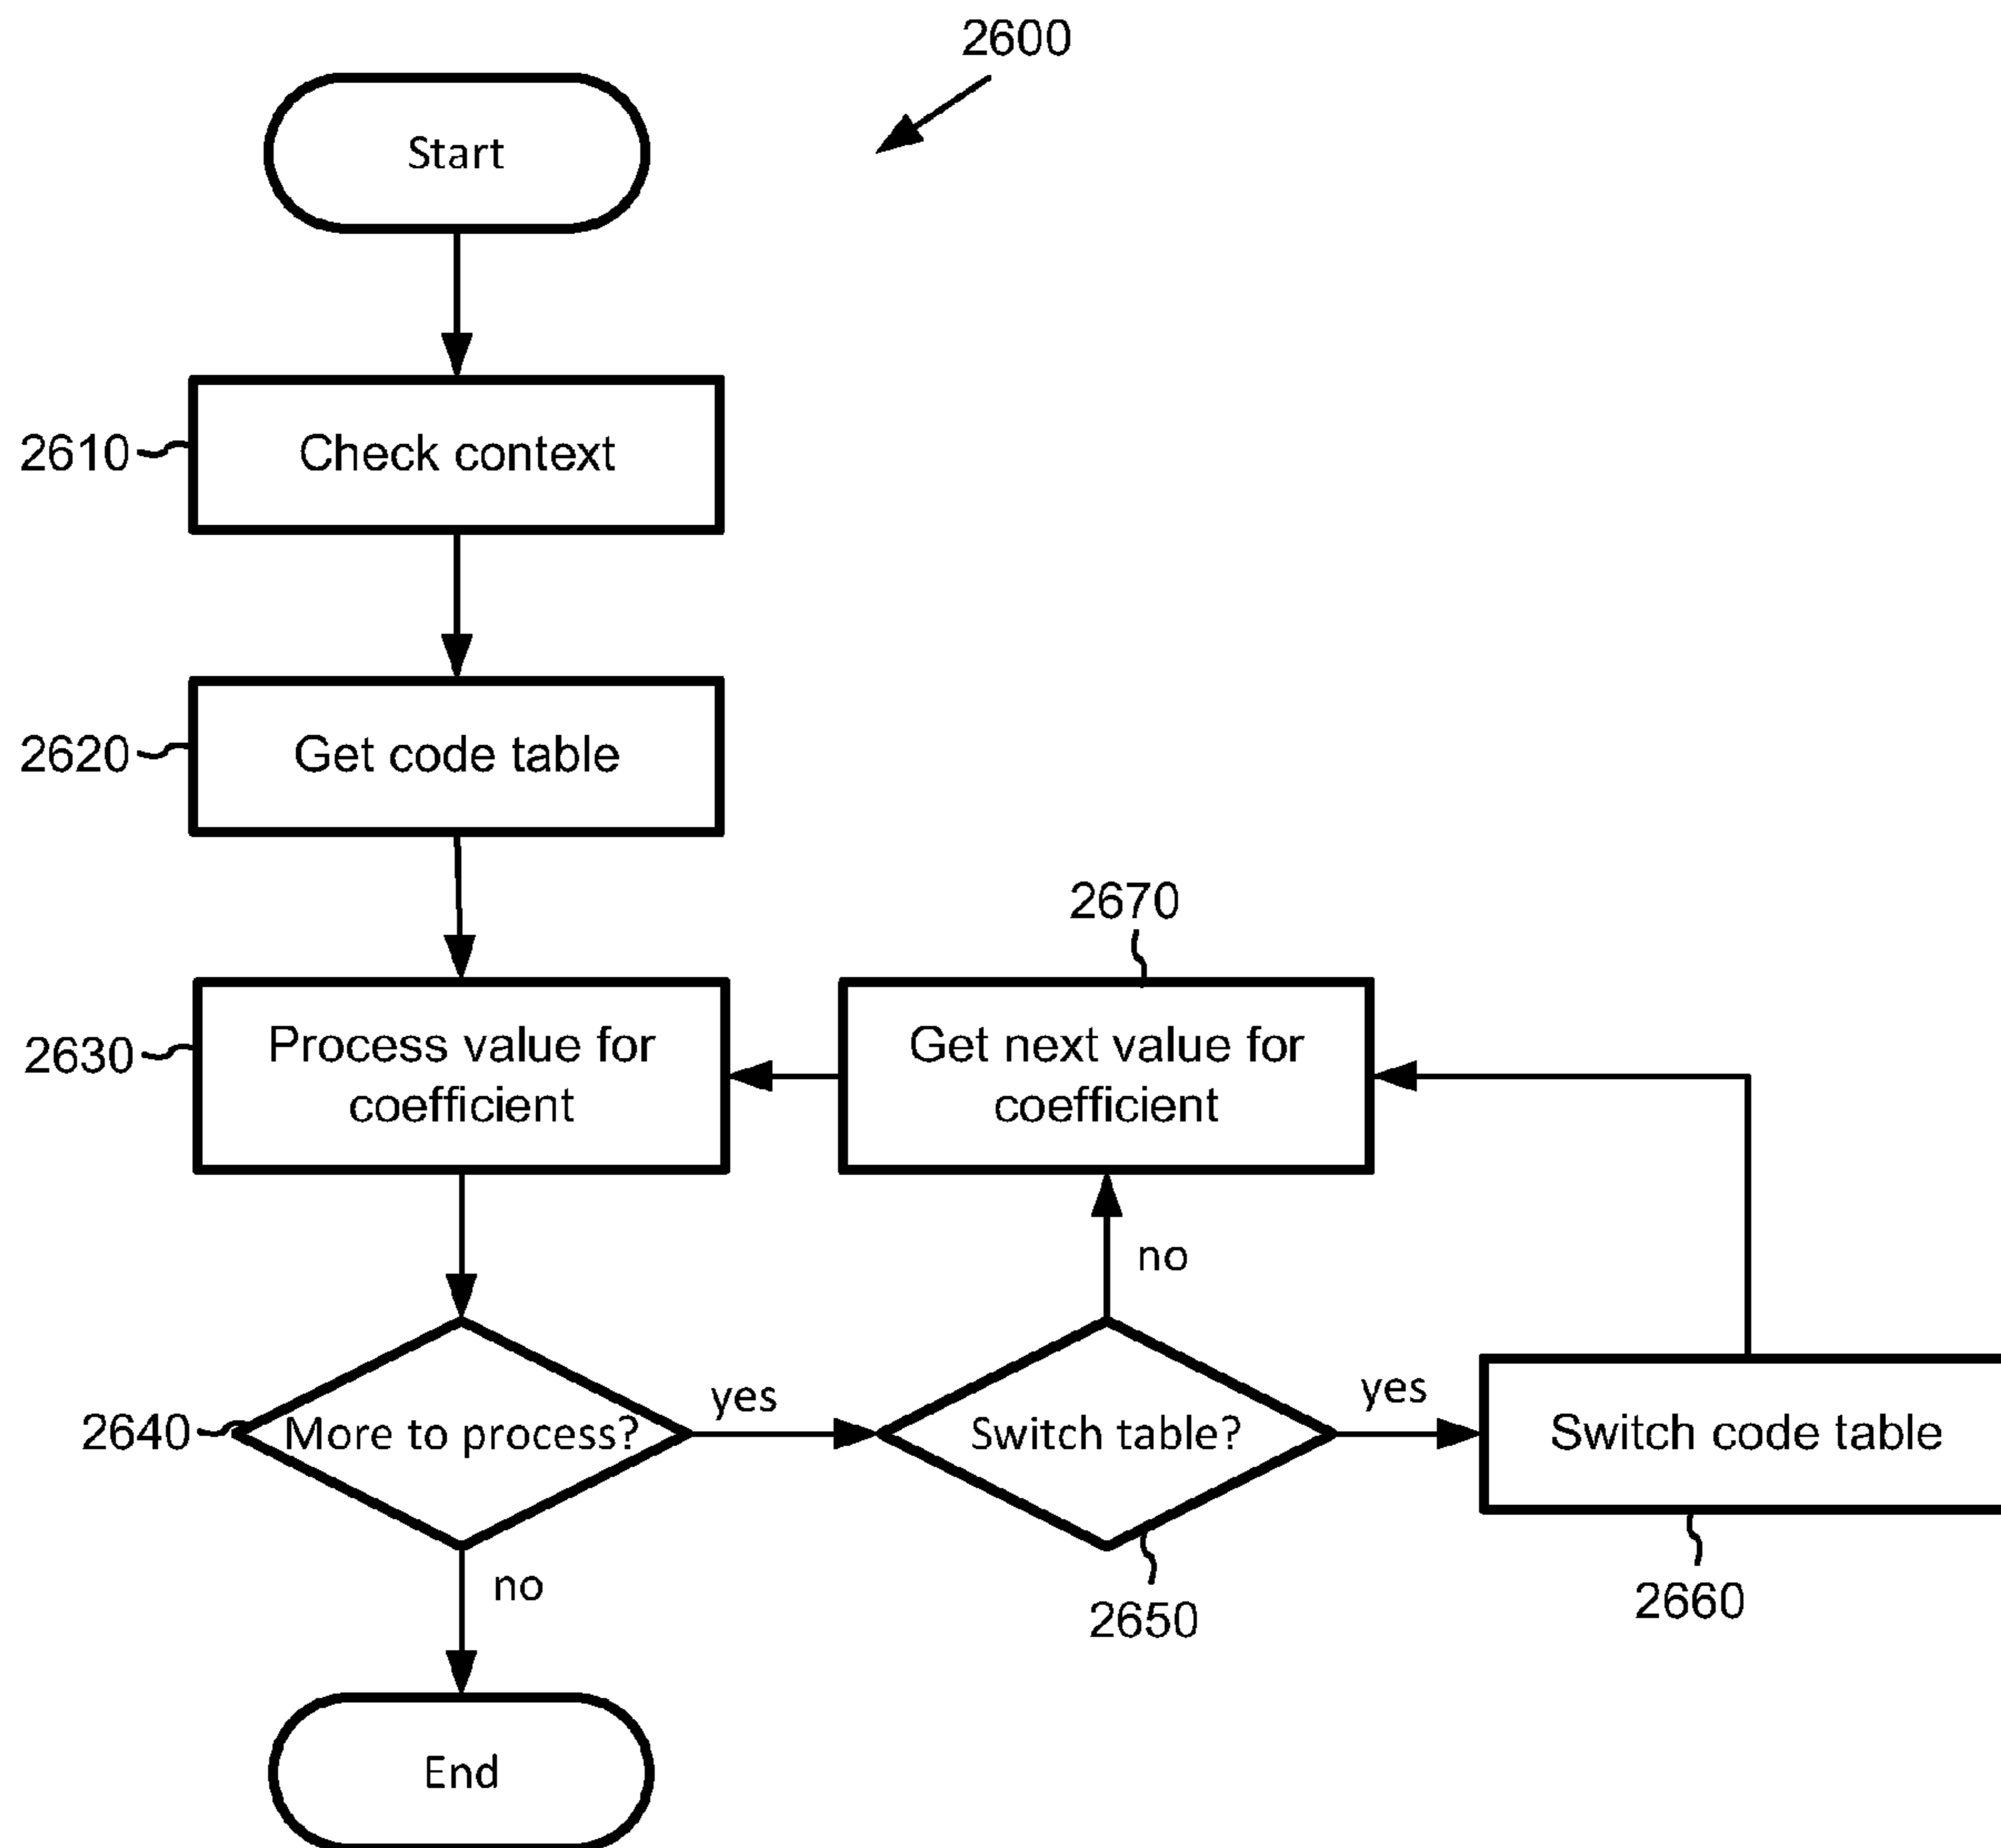 2600
Start
2610
Check context
2620
Get code table
2670
2630
Process value for
coefficient
Get next value for
coefficient
no
2640
More to process?
yes
Switch table?
yes
Switch code table
no
2650
2660
End